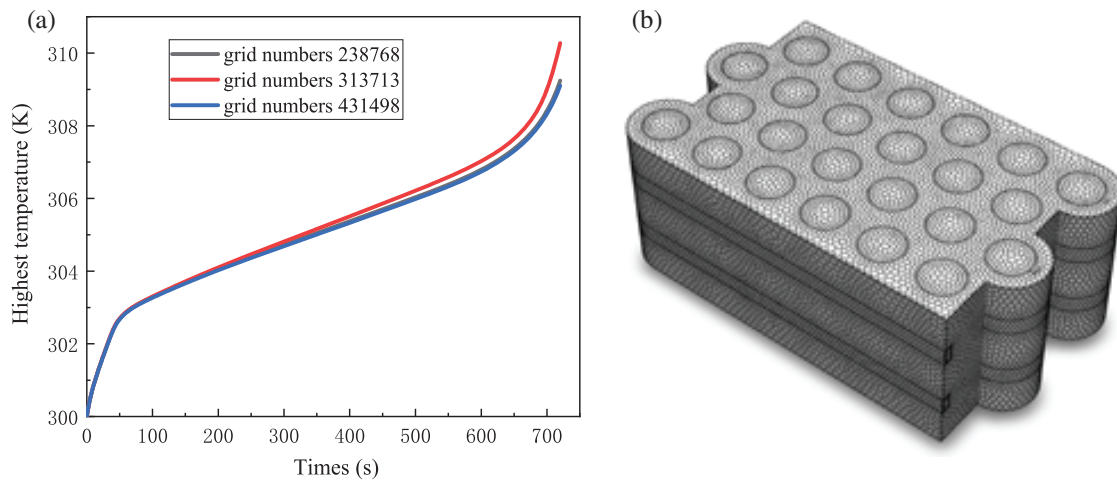 (a)
(b)
310
308
306
304
302
300
Highest temperature (K)
grid numbers 238768
grid numbers 313713
grid numbers 431498
0 100 200 300 400 500 600 700
Times (s)